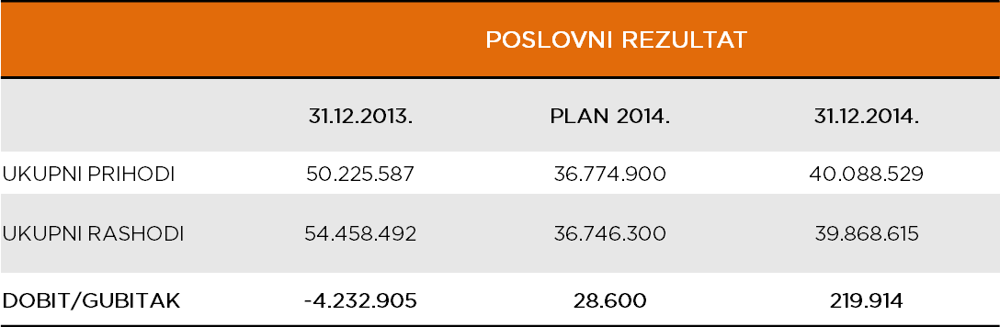 POSLOVNI REZULTAT
31.12.2013. PLAN 2014. 31.12.2014.
UKUPNI PRIHODI 50.225.587 36.774.900 40.088.529
UKUPNI RASHODI 54.458.492 36.746.300 39.868.615
DOBIT/GUBITAK -4.232.905 28.600 219.914